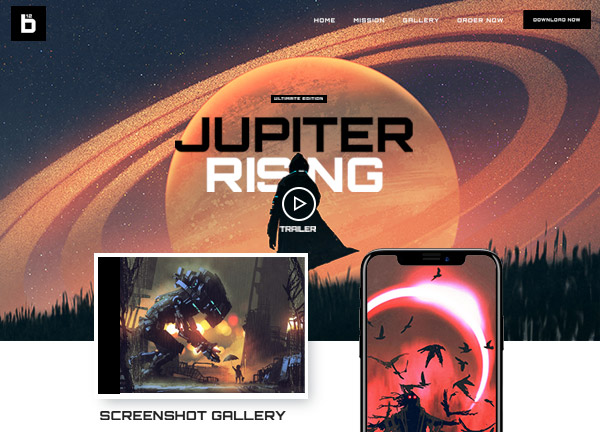 b
HOME MISSION GALLERY ORDER NOW DOWNLOAD NOW
ULTIMATE EDITION
JUPITER
RISING
TRAILER
SCREENSHOT GALLERY